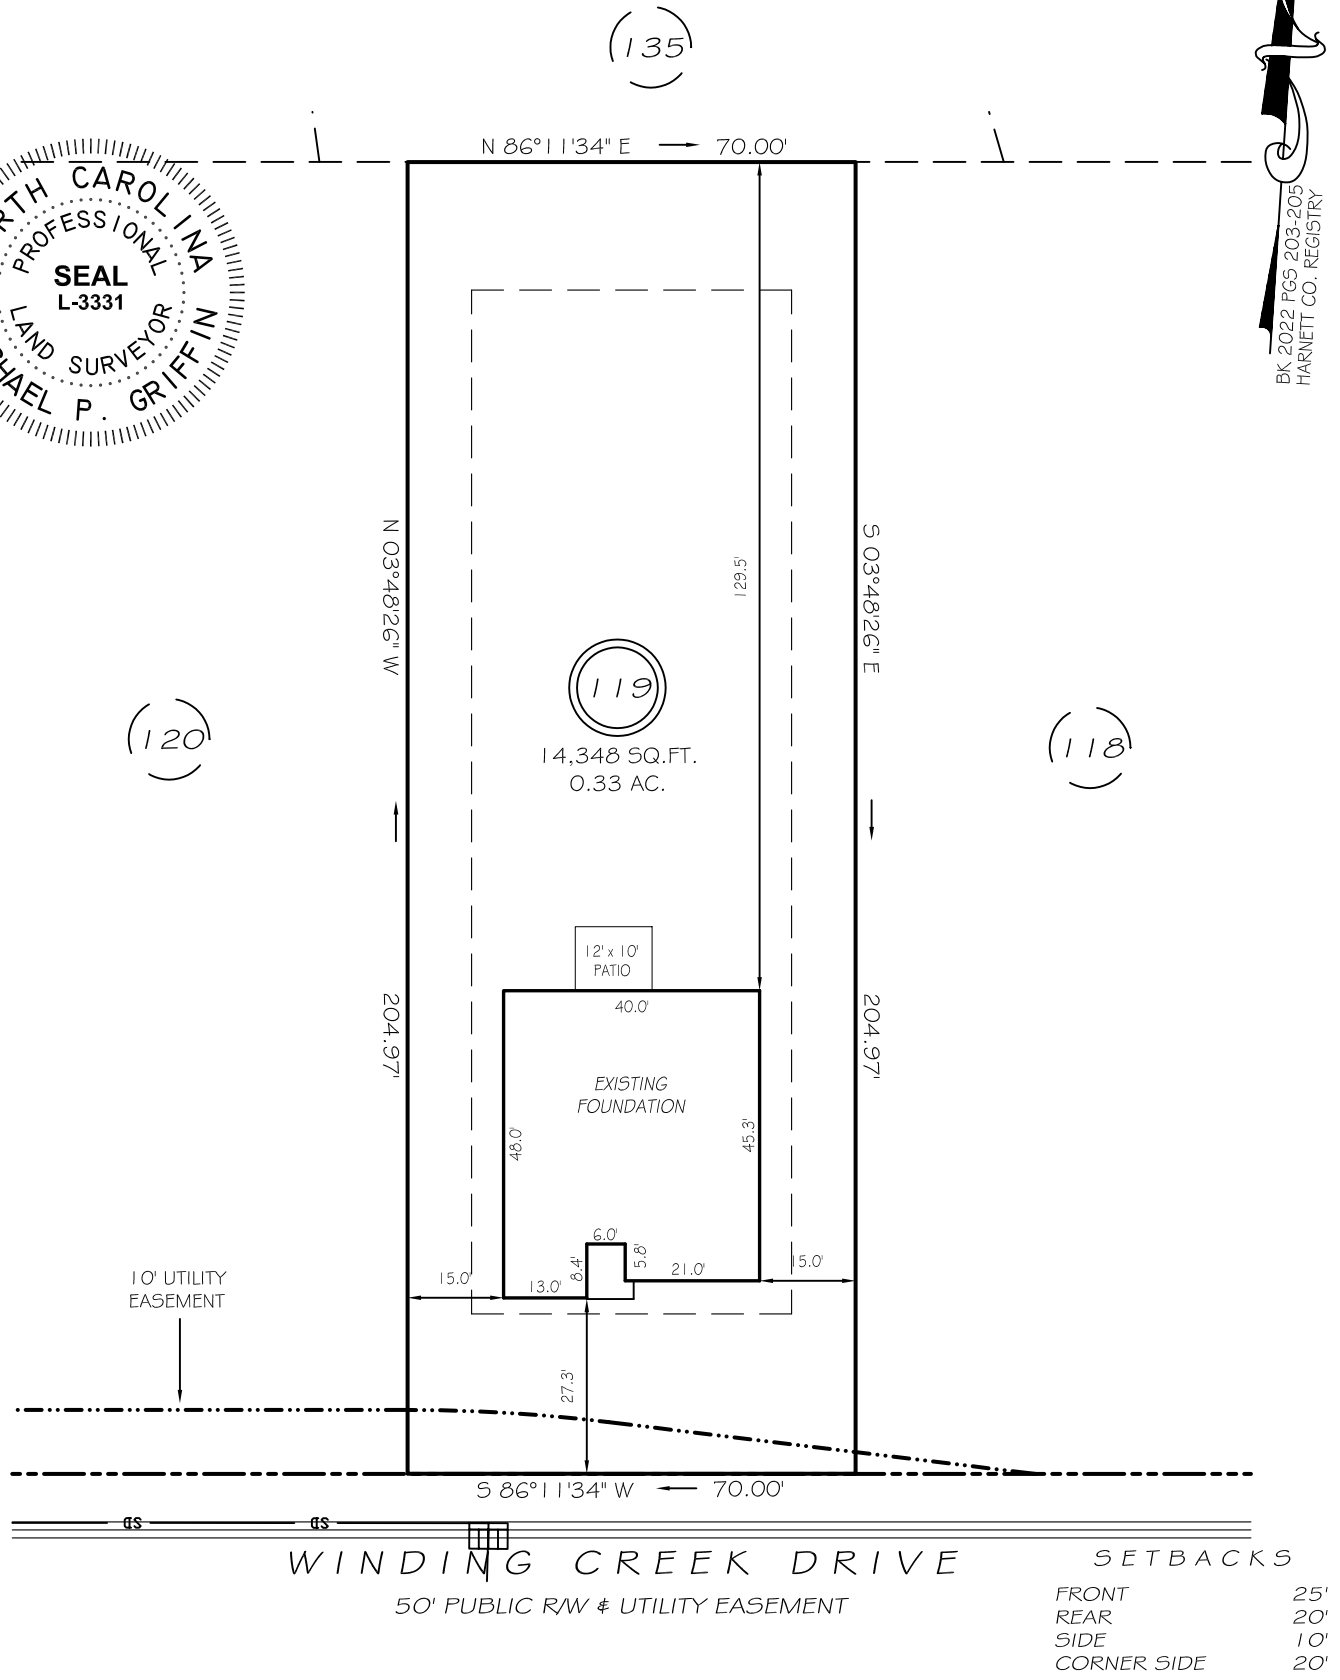 135
N 86°11'34" E 70.00'
RTH CAROLINA
PROFESSIONAL
SEAL
L-3331
LAND SURVEYOR
HAEL P. GRIFFIN
BK 2022 PGS 203-205
HARNETT CO. REGISTRY
N 03°48'26" W
204.97'
129.5'
S 03°48'26" E
204.97'
119
14,348 SQ.FT.
0.33 AC.
120
118
12' x 10'
PATIO
40.0'
EXISTING
FOUNDATION
48.0'
45.3'
6.0'
8.4'
5.8'
13.0'
21.0'
15.0'
15.0'
27.3'
10' UTILITY
EASEMENT
S 86°11'34" W 70.00'
WINDING CREEK DRIVE
50' PUBLIC R/W & UTILITY EASEMENT
SETBACKS
FRONT 25'
REAR 20'
SIDE 10'
CORNER SIDE 20'